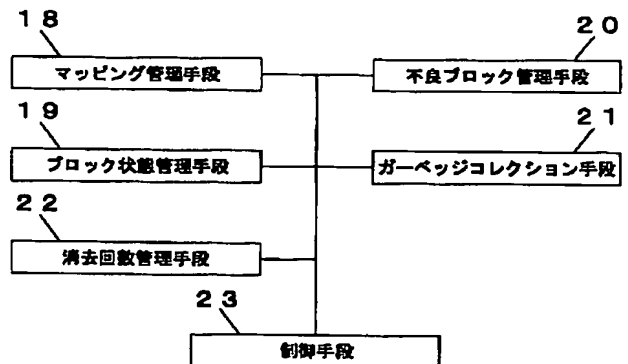 18
マッピング管理手段
20
不良ブロック管理手段
19
ブロック状態管理手段
21
ガーベッジコレクション手段
22
消去回数管理手段
23
制御手段